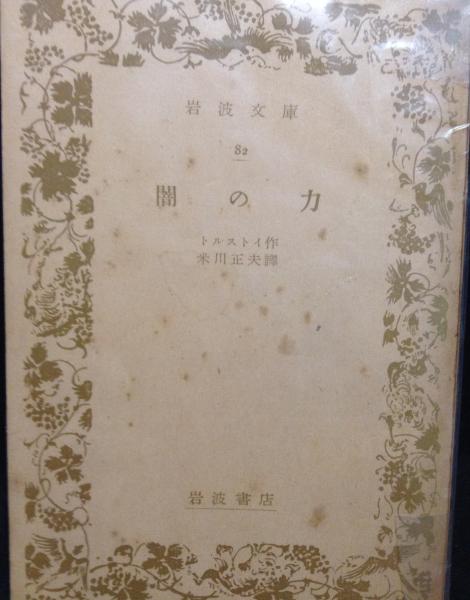 岩波文庫
82
闇の力
トルストイ作
米川正夫譯
岩波書店